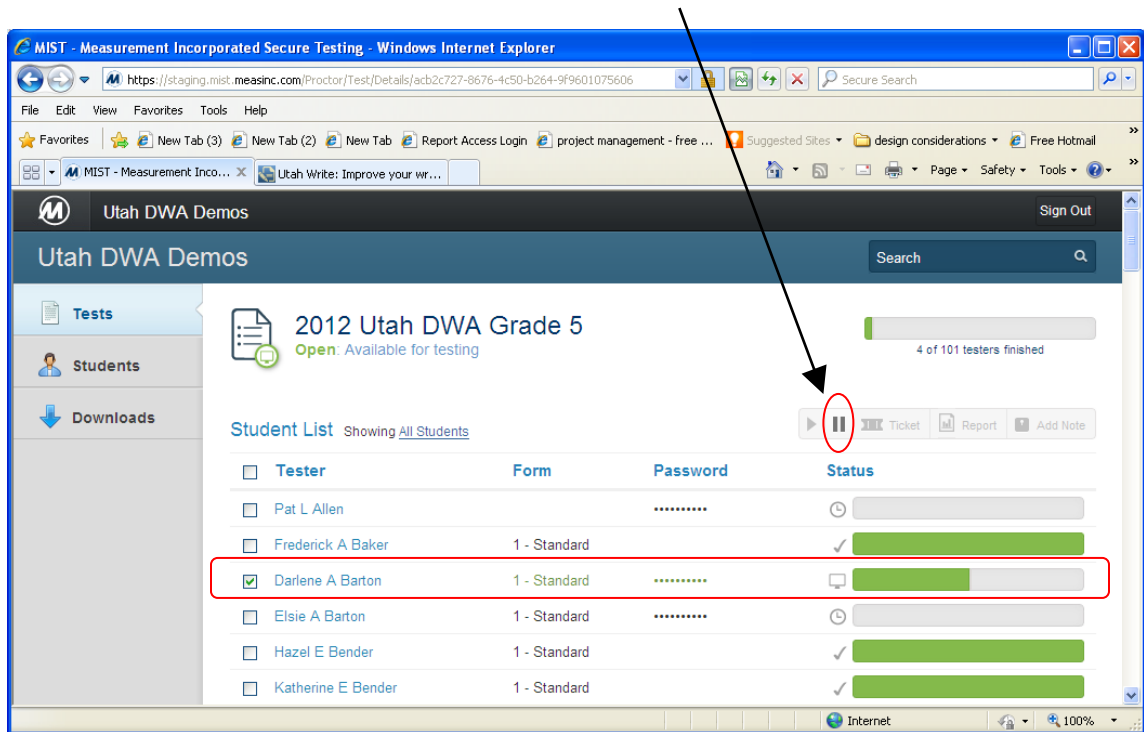 MIST - Measurement Incorporated Secure Testing - Windows Internet Explorer
https://staging.mist.measinc.com/Proctor/Test/Details/acb2c727-8676-4c50-b264-9f9601075606
Secure Search
File Edit View Favorites Tools Help
Favorites New Tab (3) New Tab (2) New Tab Report Access Login project management - free ... Suggested Sites design considerations Free Hotmail »
MIST - Measurement Inco... X Utah Write: Improve your wr... Page Safety Tools »
Utah DWA Demos Sign Out
Utah DWA Demos Search
Tests
Students
Downloads
2012 Utah DWA Grade 5
Open: Available for testing
4 of 101 testers finished
Student List Showing All Students
Ticket Report Add Note
Tester Form Password Status
Pat L Allen ••••••••••
Frederick A Baker 1 - Standard
Darlene A Barton 1 - Standard ••••••••••
Elsie A Barton 1 - Standard ••••••••••
Hazel E Bender 1 - Standard
Katherine E Bender 1 - Standard
Internet 100%